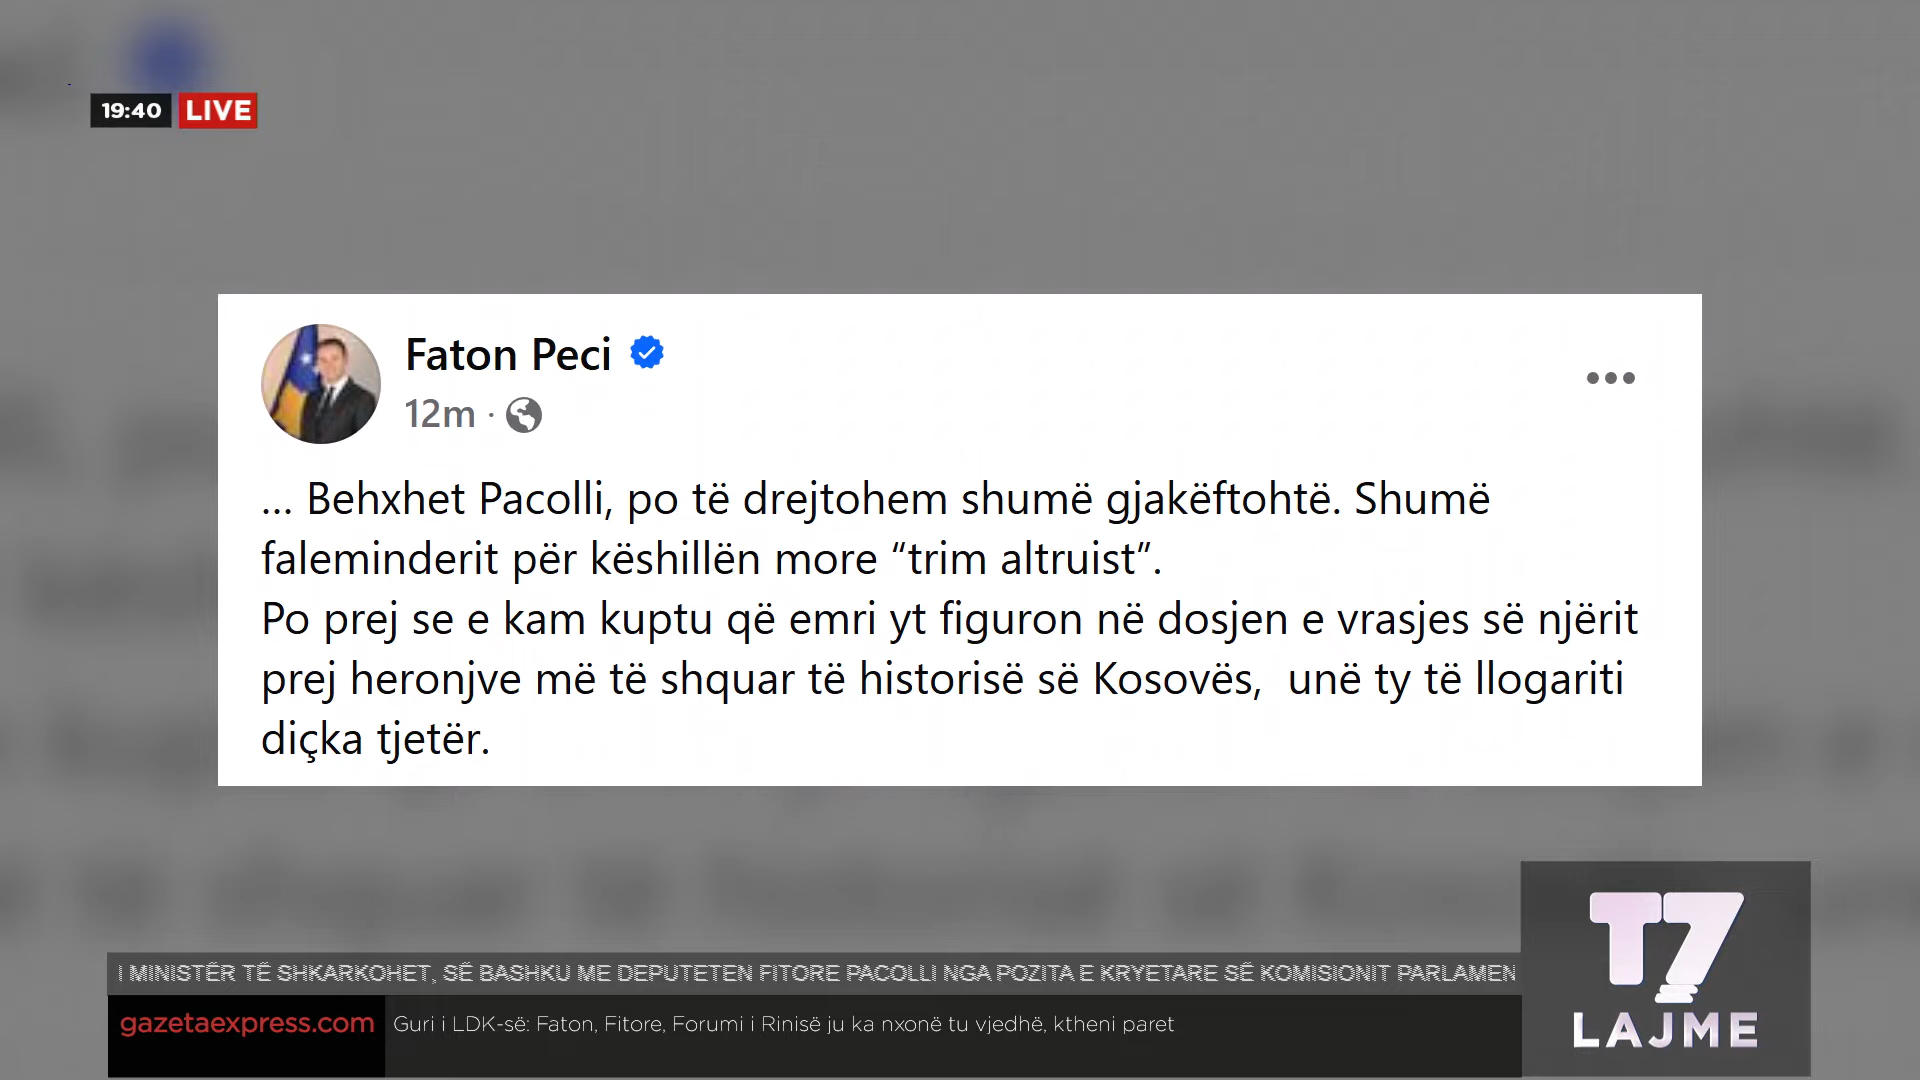 19:40 LIVE
Faton Peci
12m ·
... Behxhet Pacolli, po të drejtohem shumë gjakëftohtë. Shumë
faleminderit për këshillën more “trim altruist”.
Po prej se e kam kuptu që emri yt figuron në dosjen e vrasjes së njërit
prej heronjve më të shquar të historisë së Kosovës, unë ty të llogariti
diçka tjetër.
I MINISTËR TË SHKARKOHET, SË BASHKU ME DEPUTETEN FITORE PACOLLI NGA POZITA E KRYETARE SË KOMISIONIT PARLAMEN
gazetaexpress.com Guri i LDK-së: Faton, Fitore, Forumi i Rinisë ju ka nxonë tu vjedhë, ktheni paret
T7
LAJME